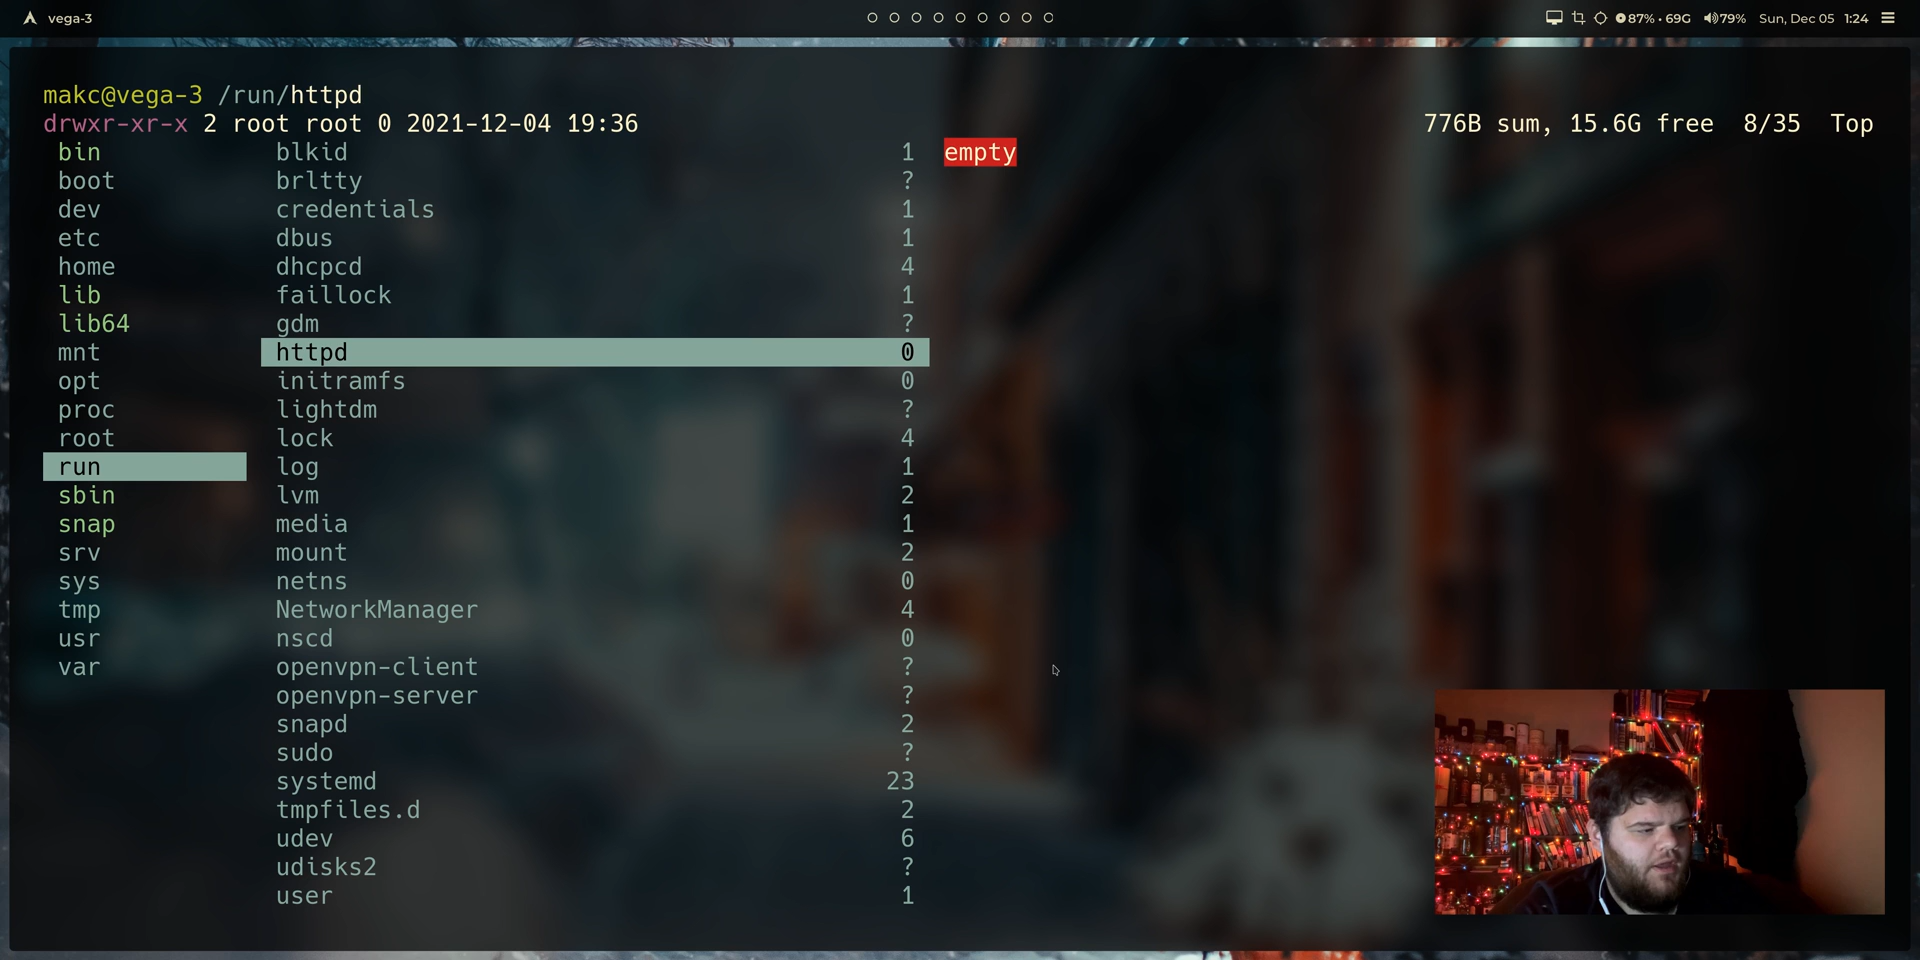 vega-3 87% • 69G 79% Sun, Dec 05 1:24
makc@vega-3 /run/httpd
drwxr-xr-x 2 root root 0 2021-12-04 19:36 776B sum, 15.6G free 8/35 Top
bin blkid 1 empty
boot brltty ?
dev credentials 1
etc dbus 1
home dhcpcd 4
lib faillock 1
lib64 gdm ?
mnt httpd 0
opt initramfs 0
proc lightdm ?
root lock 4
run log 1
sbin lvm 2
snap media 1
srv mount 2
sys netns 0
tmp NetworkManager 4
usr nscd 0
var openvpn-client ?
openvpn-server ?
snapd 2
sudo ?
systemd 23
tmpfiles.d 2
udev 6
udisks2 ?
user 1